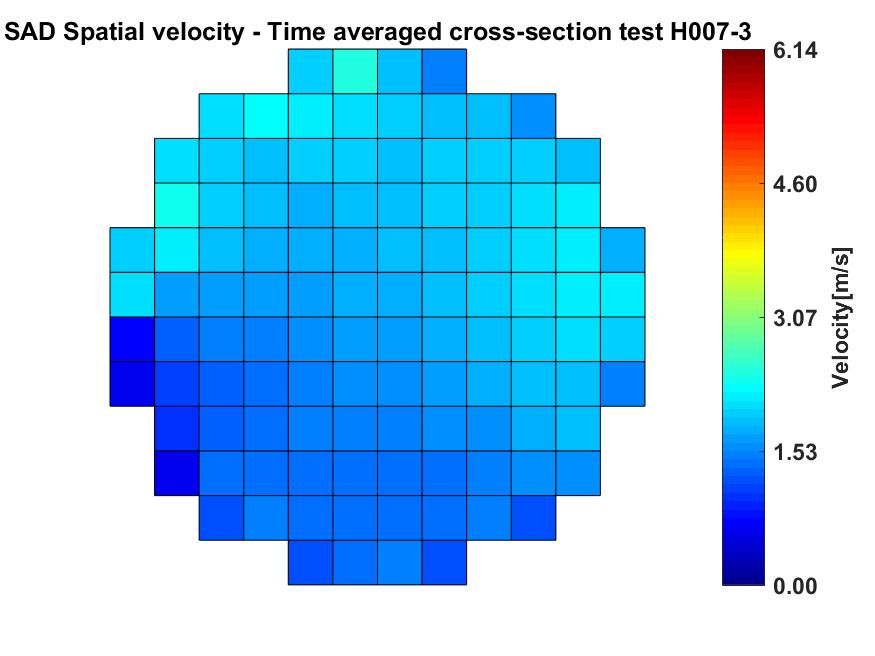 SAD Spatial velocity - Time averaged cross-section test H007-3
6.14
4.60
3.07
1.53
0.00
Velocity[m/s]